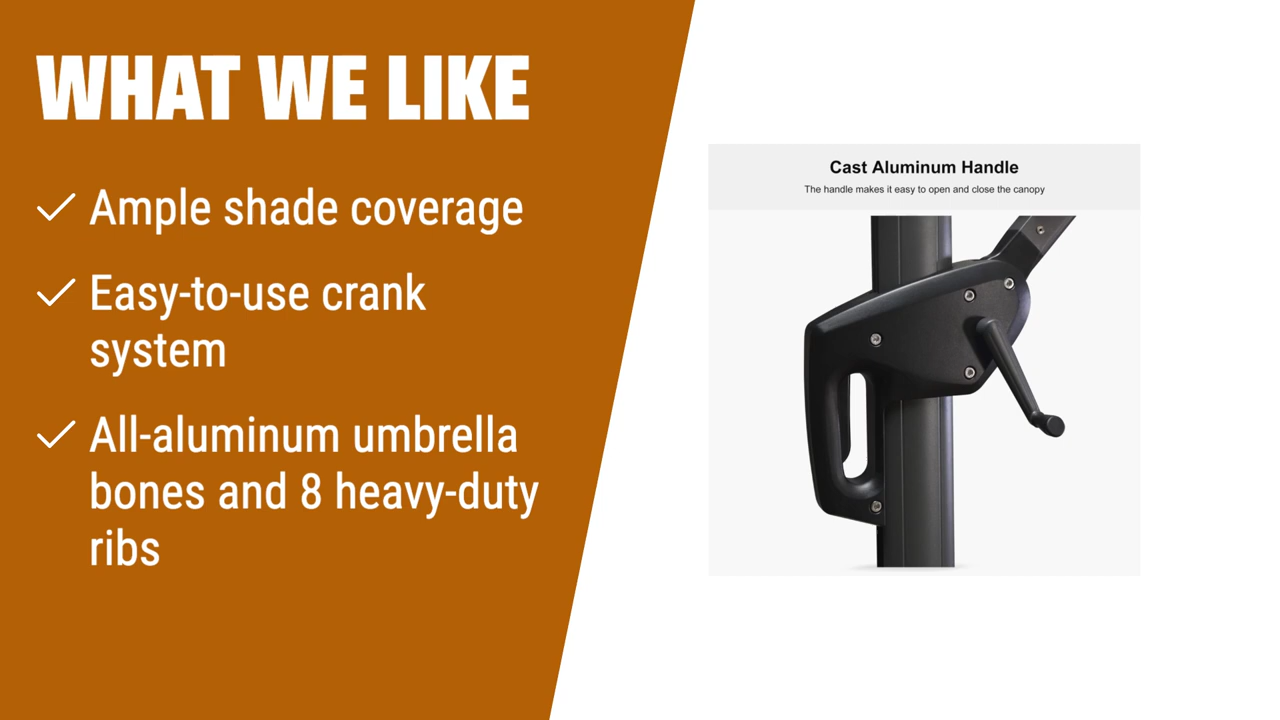 WHAT WE LIKE
Ample shade coverage
Easy-to-use crank
system
All-aluminum umbrella
bones and 8 heavy-duty
ribs
Cast Aluminum Handle
The handle makes it easy to open and close the canopy